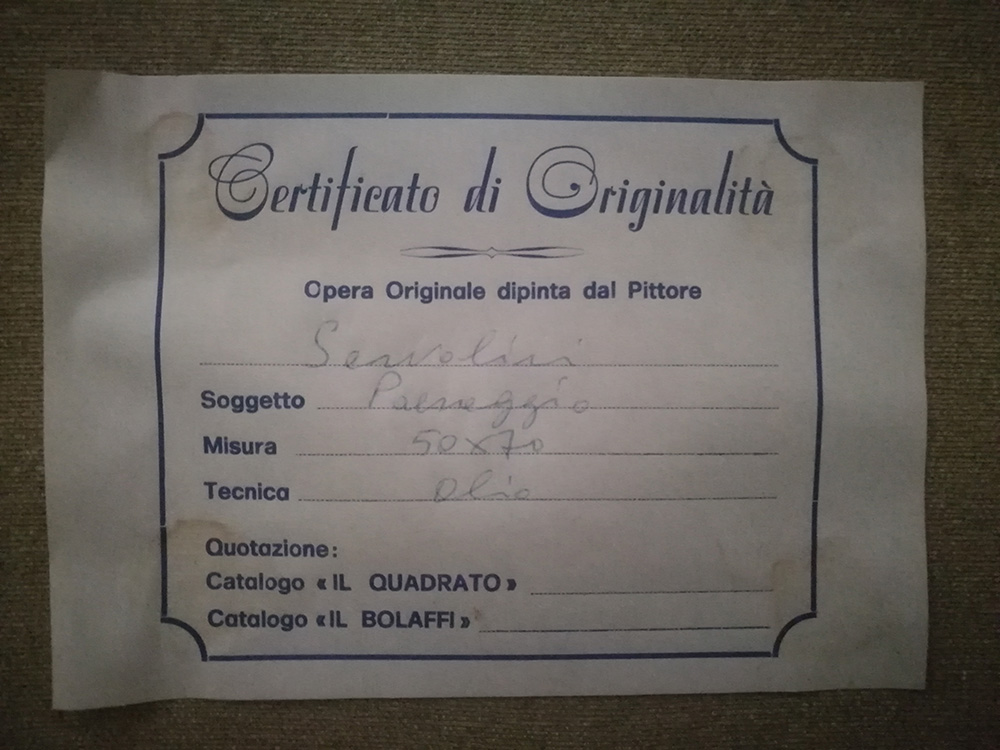 Certificato di Originalità
Opera Originale dipinta dal Pittore
Servolini
Soggetto Paesaggio
Misura 50x70
Tecnica Olio
Quotazione:
Catalogo «IL QUADRATO»
Catalogo «IL BOLAFFI»